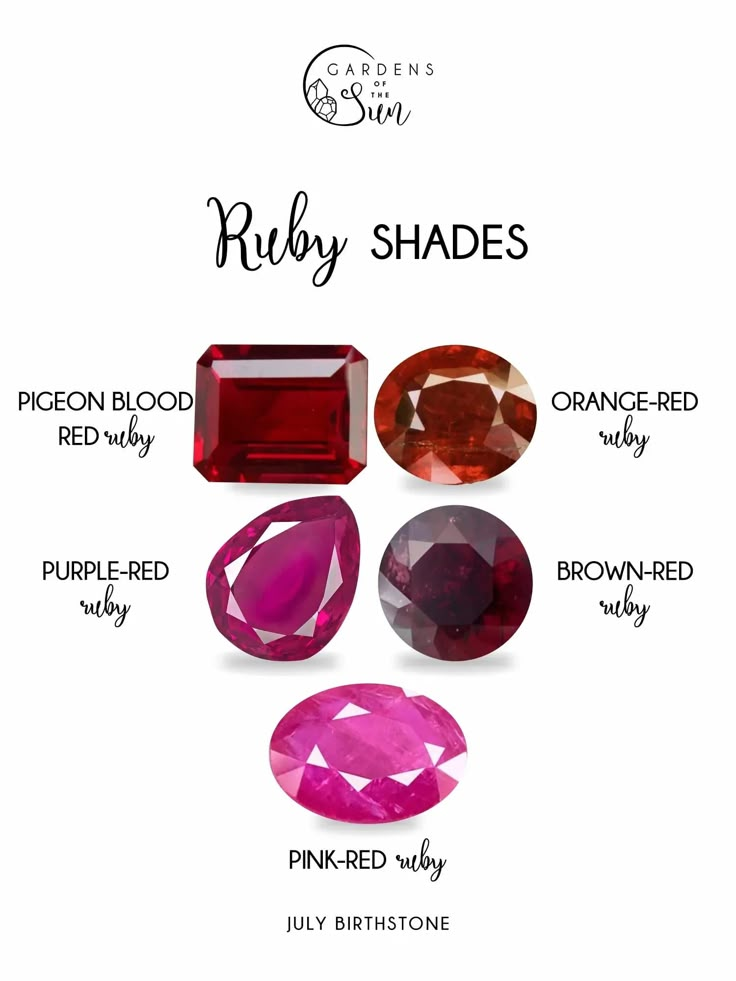 GARDENS
OF
THE
Sun
Ruby SHADES
PIGEON BLOOD
RED ruby
ORANGE-RED
ruby
PURPLE-RED
ruby
BROWN-RED
ruby
PINK-RED ruby
JULY BIRTHSTONE